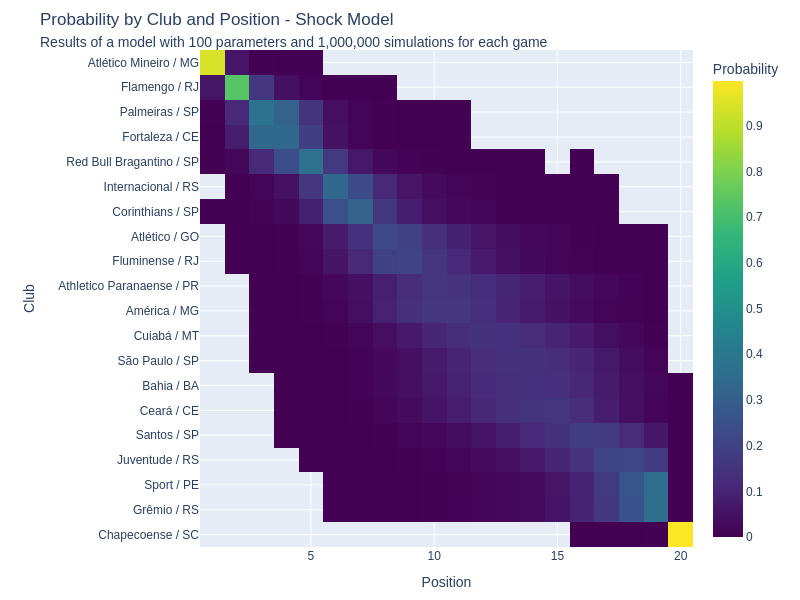 Probability by Club and Position - Shock Model
Results of a model with 100 parameters and 1,000,000 simulations for each game
Probability
Club
Atlético Mineiro / MG
Flamengo / RJ
Palmeiras / SP
Fortaleza / CE
Red Bull Bragantino / SP
Internacional / RS
Corinthians / SP
Atlético / GO
Fluminense / RJ
Athletico Paranaense / PR
América / MG
Cuiabá / MT
São Paulo / SP
Bahia / BA
Ceará / CE
Santos / SP
Juventude / RS
Sport / PE
Grêmio / RS
Chapecoense / SC
0.9
0.8
0.7
0.6
0.5
0.4
0.3
0.2
0.1
0
5
10
15
20
Position